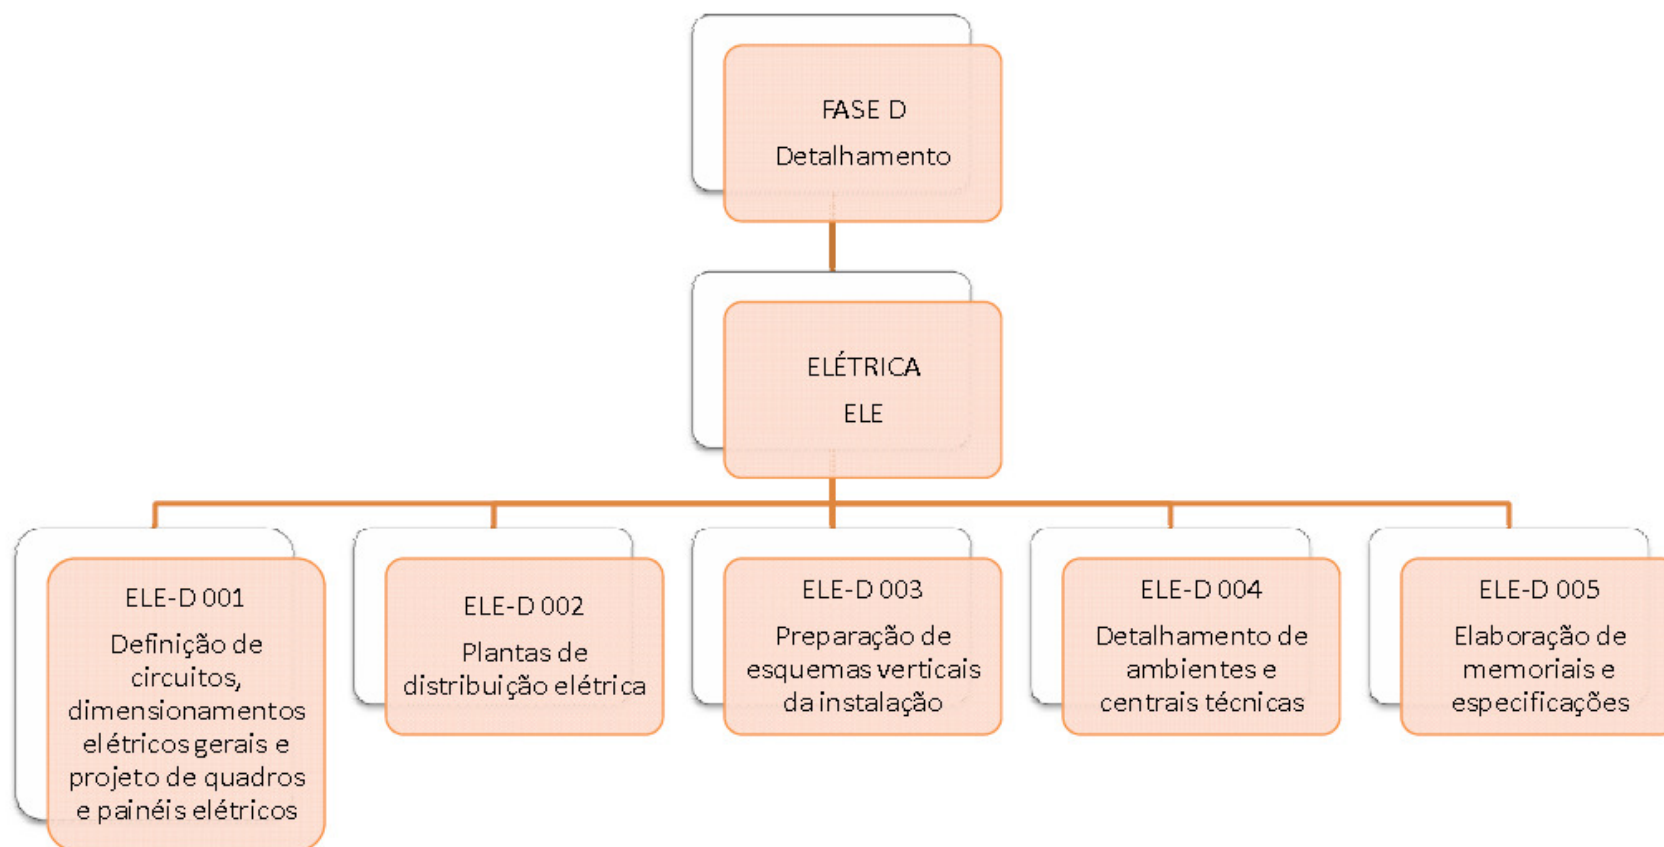 FASE D
Detalhamento
ELÉTRICA
ELE
ELE-D 001
Definição de
circuitos,
dimensionamentos
elétricos gerais e
projeto de quadros
e painéis elétricos
ELE-D 002
Plantas de
distribuição elétrica
ELE-D 003
Preparação de
esquemas verticais
da instalação
ELE-D 004
Detalhamento de
ambientes e
centrais técnicas
ELE-D 005
Elaboração de
memoriais e
especificações